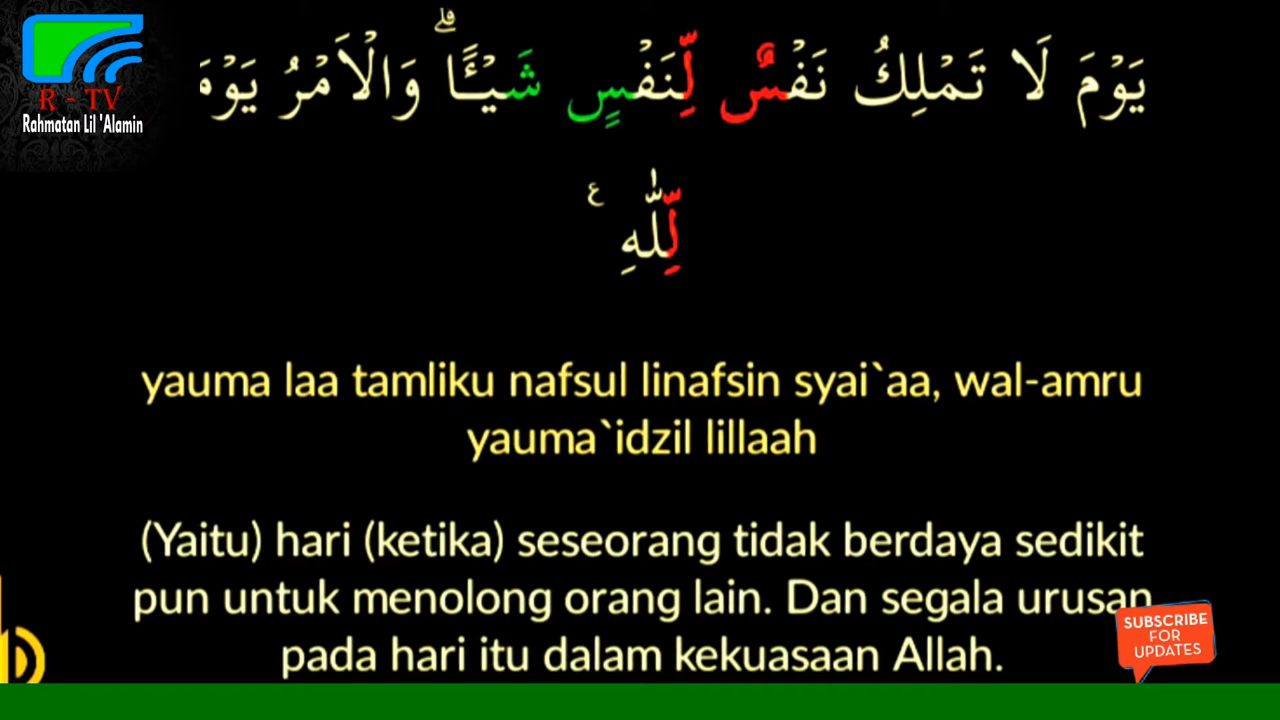 R - TV
Rahmatan Lil 'Alamin
يَوْمَ لَا تَمْلِكُ نَفْسٌ لِّنَفْسٍ شَيْـًٔاۗ وَالْاَمْرُ
لِّلّٰهِ ࣖ
yauma laa tamliku nafsul linafsin syai`aa, wal-amru
yauma`idzil lillaah
(Yaitu) hari (ketika) seseorang tidak berdaya sedikit
pun untuk menolong orang lain. Dan segala urusan
pada hari itu dalam kekuasaan Allah.
SUBSCRIBE
FOR
UPDATES